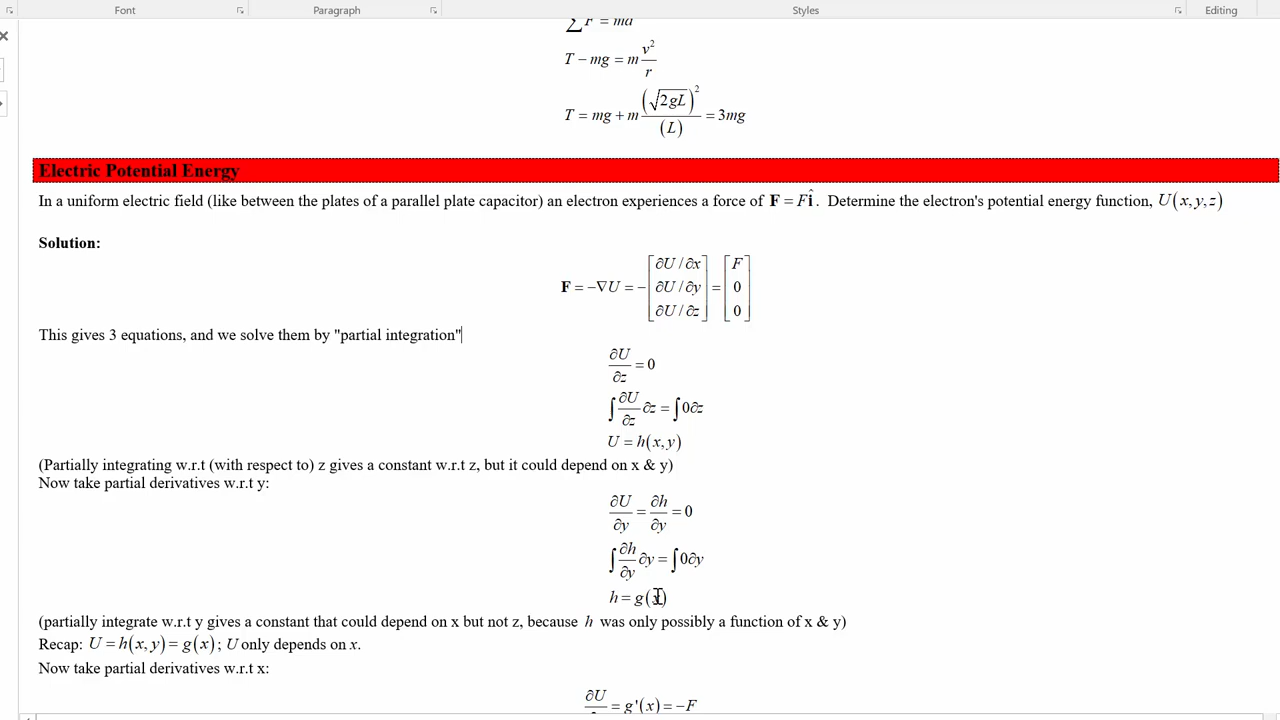 Font Paragraph Styles Editing
∑F = ma
T − mg = m v²/r
T = mg + m (√2gL)²/(L) = 3mg
Electric Potential Energy
In a uniform electric field (like between the plates of a parallel plate capacitor) an electron experiences a force of F = Fî. Determine the electron's potential energy function, U(x,y,z)
Solution:
F = −∇U = −[∂U/∂x ∂U/∂y ∂U/∂z] = [F 0 0]
This gives 3 equations, and we solve them by "partial integration"
∂U/∂z = 0
∫ ∂U/∂z ∂z = ∫0∂z
U = h(x,y)
(Partially integrating w.r.t (with respect to) z gives a constant w.r.t z, but it could depend on x & y)
Now take partial derivatives w.r.t y:
∂U/∂y = ∂h/∂y = 0
∫ ∂h/∂y ∂y = ∫0∂y
h = g(x)
(partially integrate w.r.t y gives a constant that could depend on x but not z, because h was only possibly a function of x & y)
Recap: U = h(x,y) = g(x); U only depends on x.
Now take partial derivatives w.r.t x:
∂U = g'(x) = −F